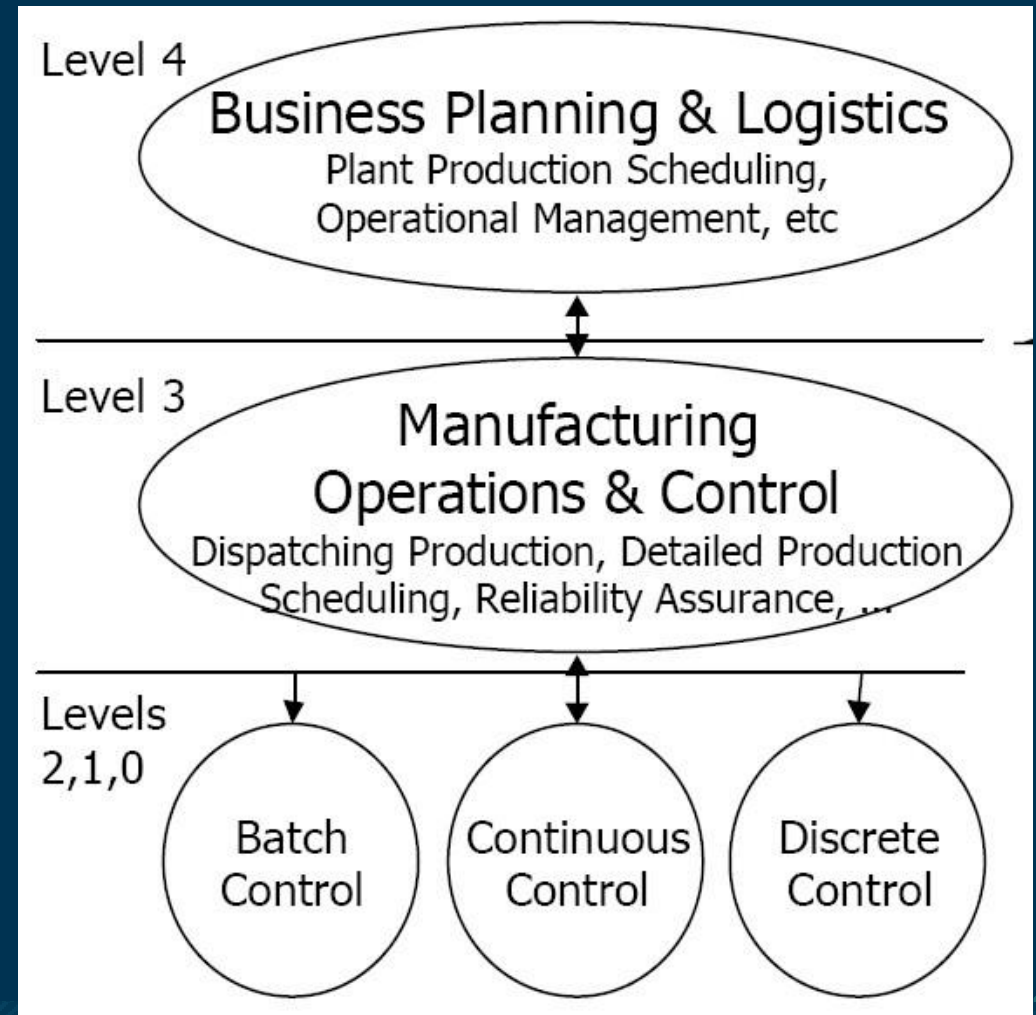 Level 4
Business Planning & Logistics
Plant Production Scheduling,
Operational Management, etc
Level 3
Manufacturing
Operations & Control
Dispatching Production, Detailed Production
Scheduling, Reliability Assurance, ...
Levels
2,1,0
Batch
Control
Continuous
Control
Discrete
Control